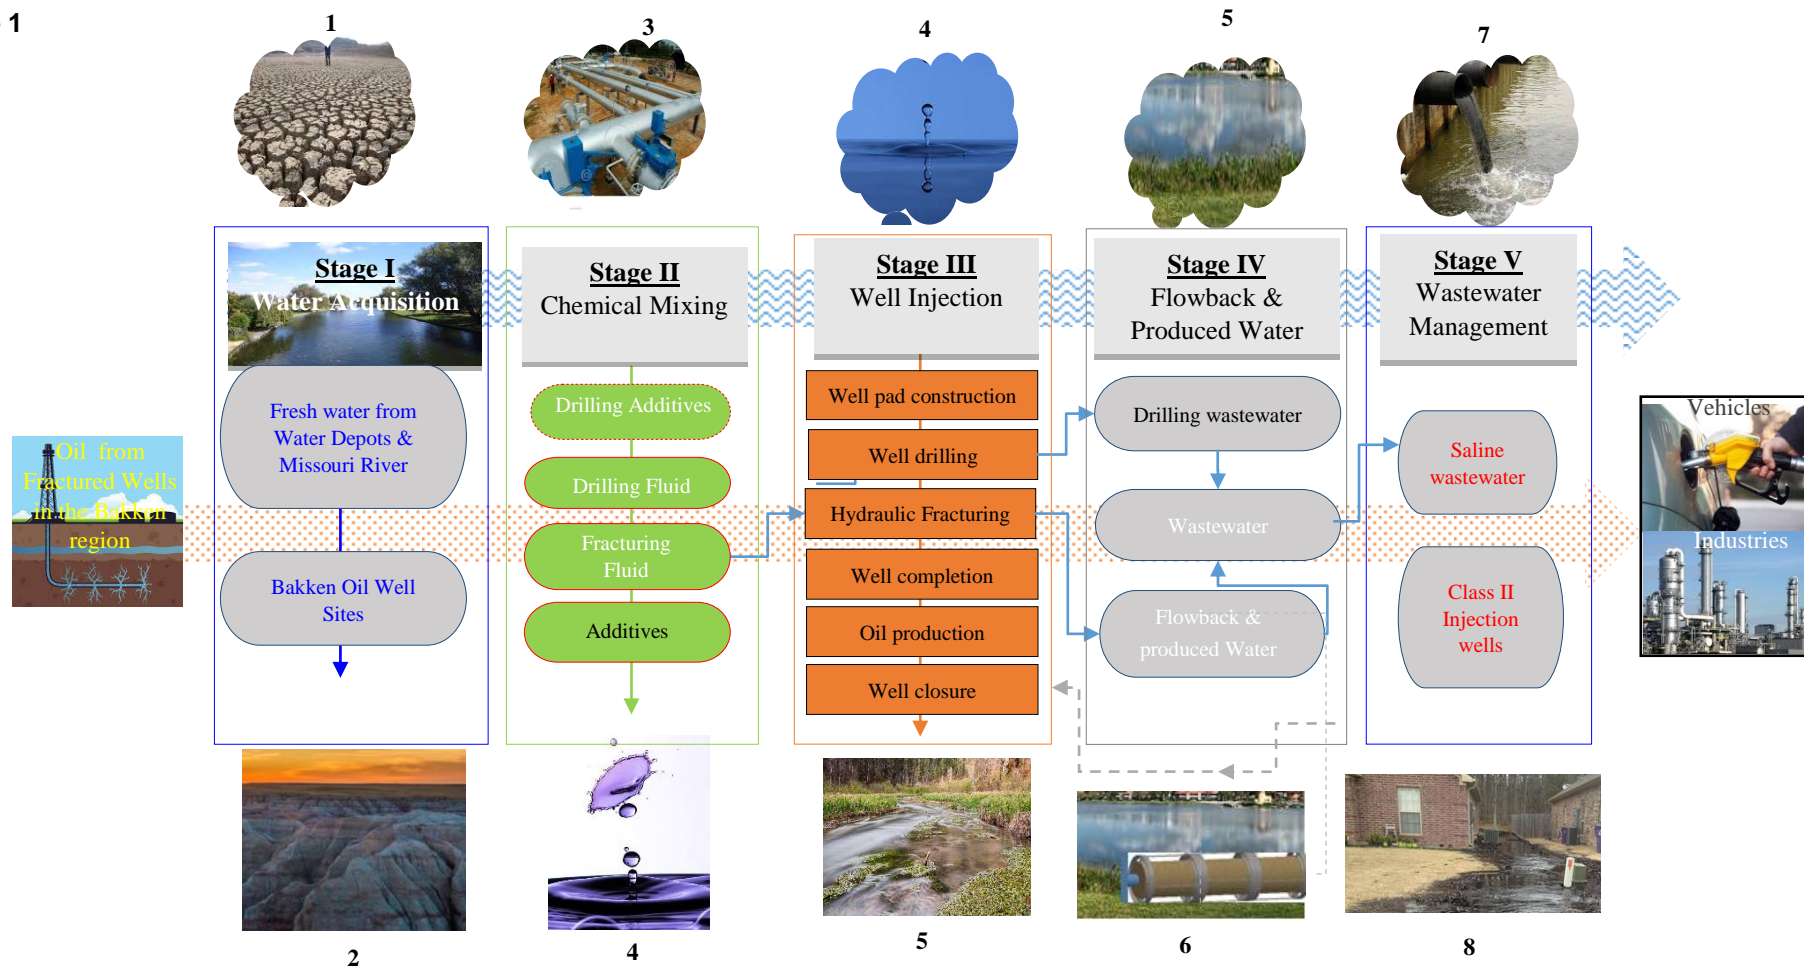 1
1
3
4
5
7
Stage I
Water Acquisition
Stage II
Chemical Mixing
Stage III
Well Injection
Stage IV
Flowback &
Produced Water
Stage V
Wastewater
Management
Fresh water from
Water Depots &
Missouri River
Bakken Oil Well
Sites
Drilling Additives
Drilling Fluid
Fracturing
Fluid
Additives
Well pad construction
Well drilling
Hydraulic Fracturing
Well completion
Oil production
Well closure
Drilling wastewater
Wastewater
Flowback &
produced Water
Saline
wastewater
Class II
Injection
wells
Oil from
Fractured Wells
in the Bakken
region
Vehicles
Industries
2
4
5
6
8